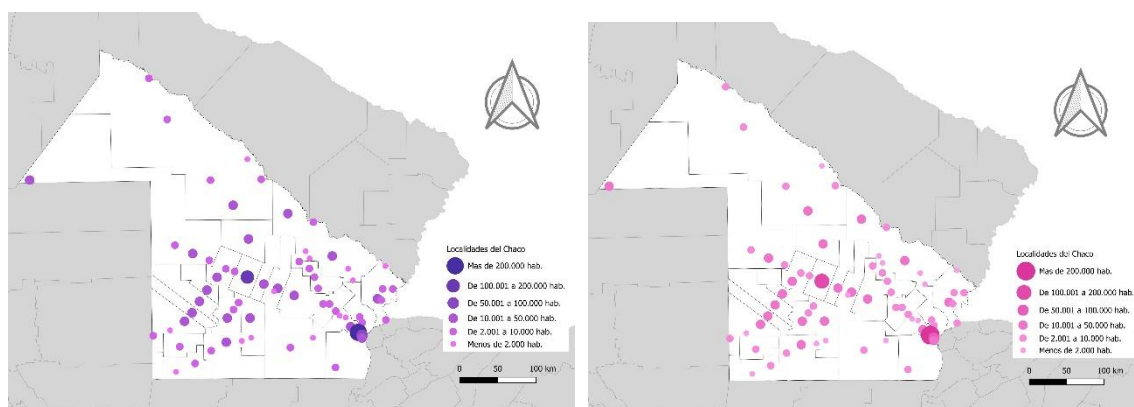 Localidades del Chaco
Mas de 200.000 hab.
De 100.001 a 200.000 hab.
De 50.001 a 100.000 hab.
De 10.001 a 50.000 hab.
De 2.001 a 10.000 hab.
Menos de 2.000 hab.
0 50 100 km
Localidades del Chaco
Mas de 200.000 hab.
De 100.001 a 200.000 hab.
De 50.001 a 100.000 hab.
De 10.001 a 50.000 hab.
De 2.001 a 10.000 hab.
Menos de 2.000 hab.
0 50 100 km